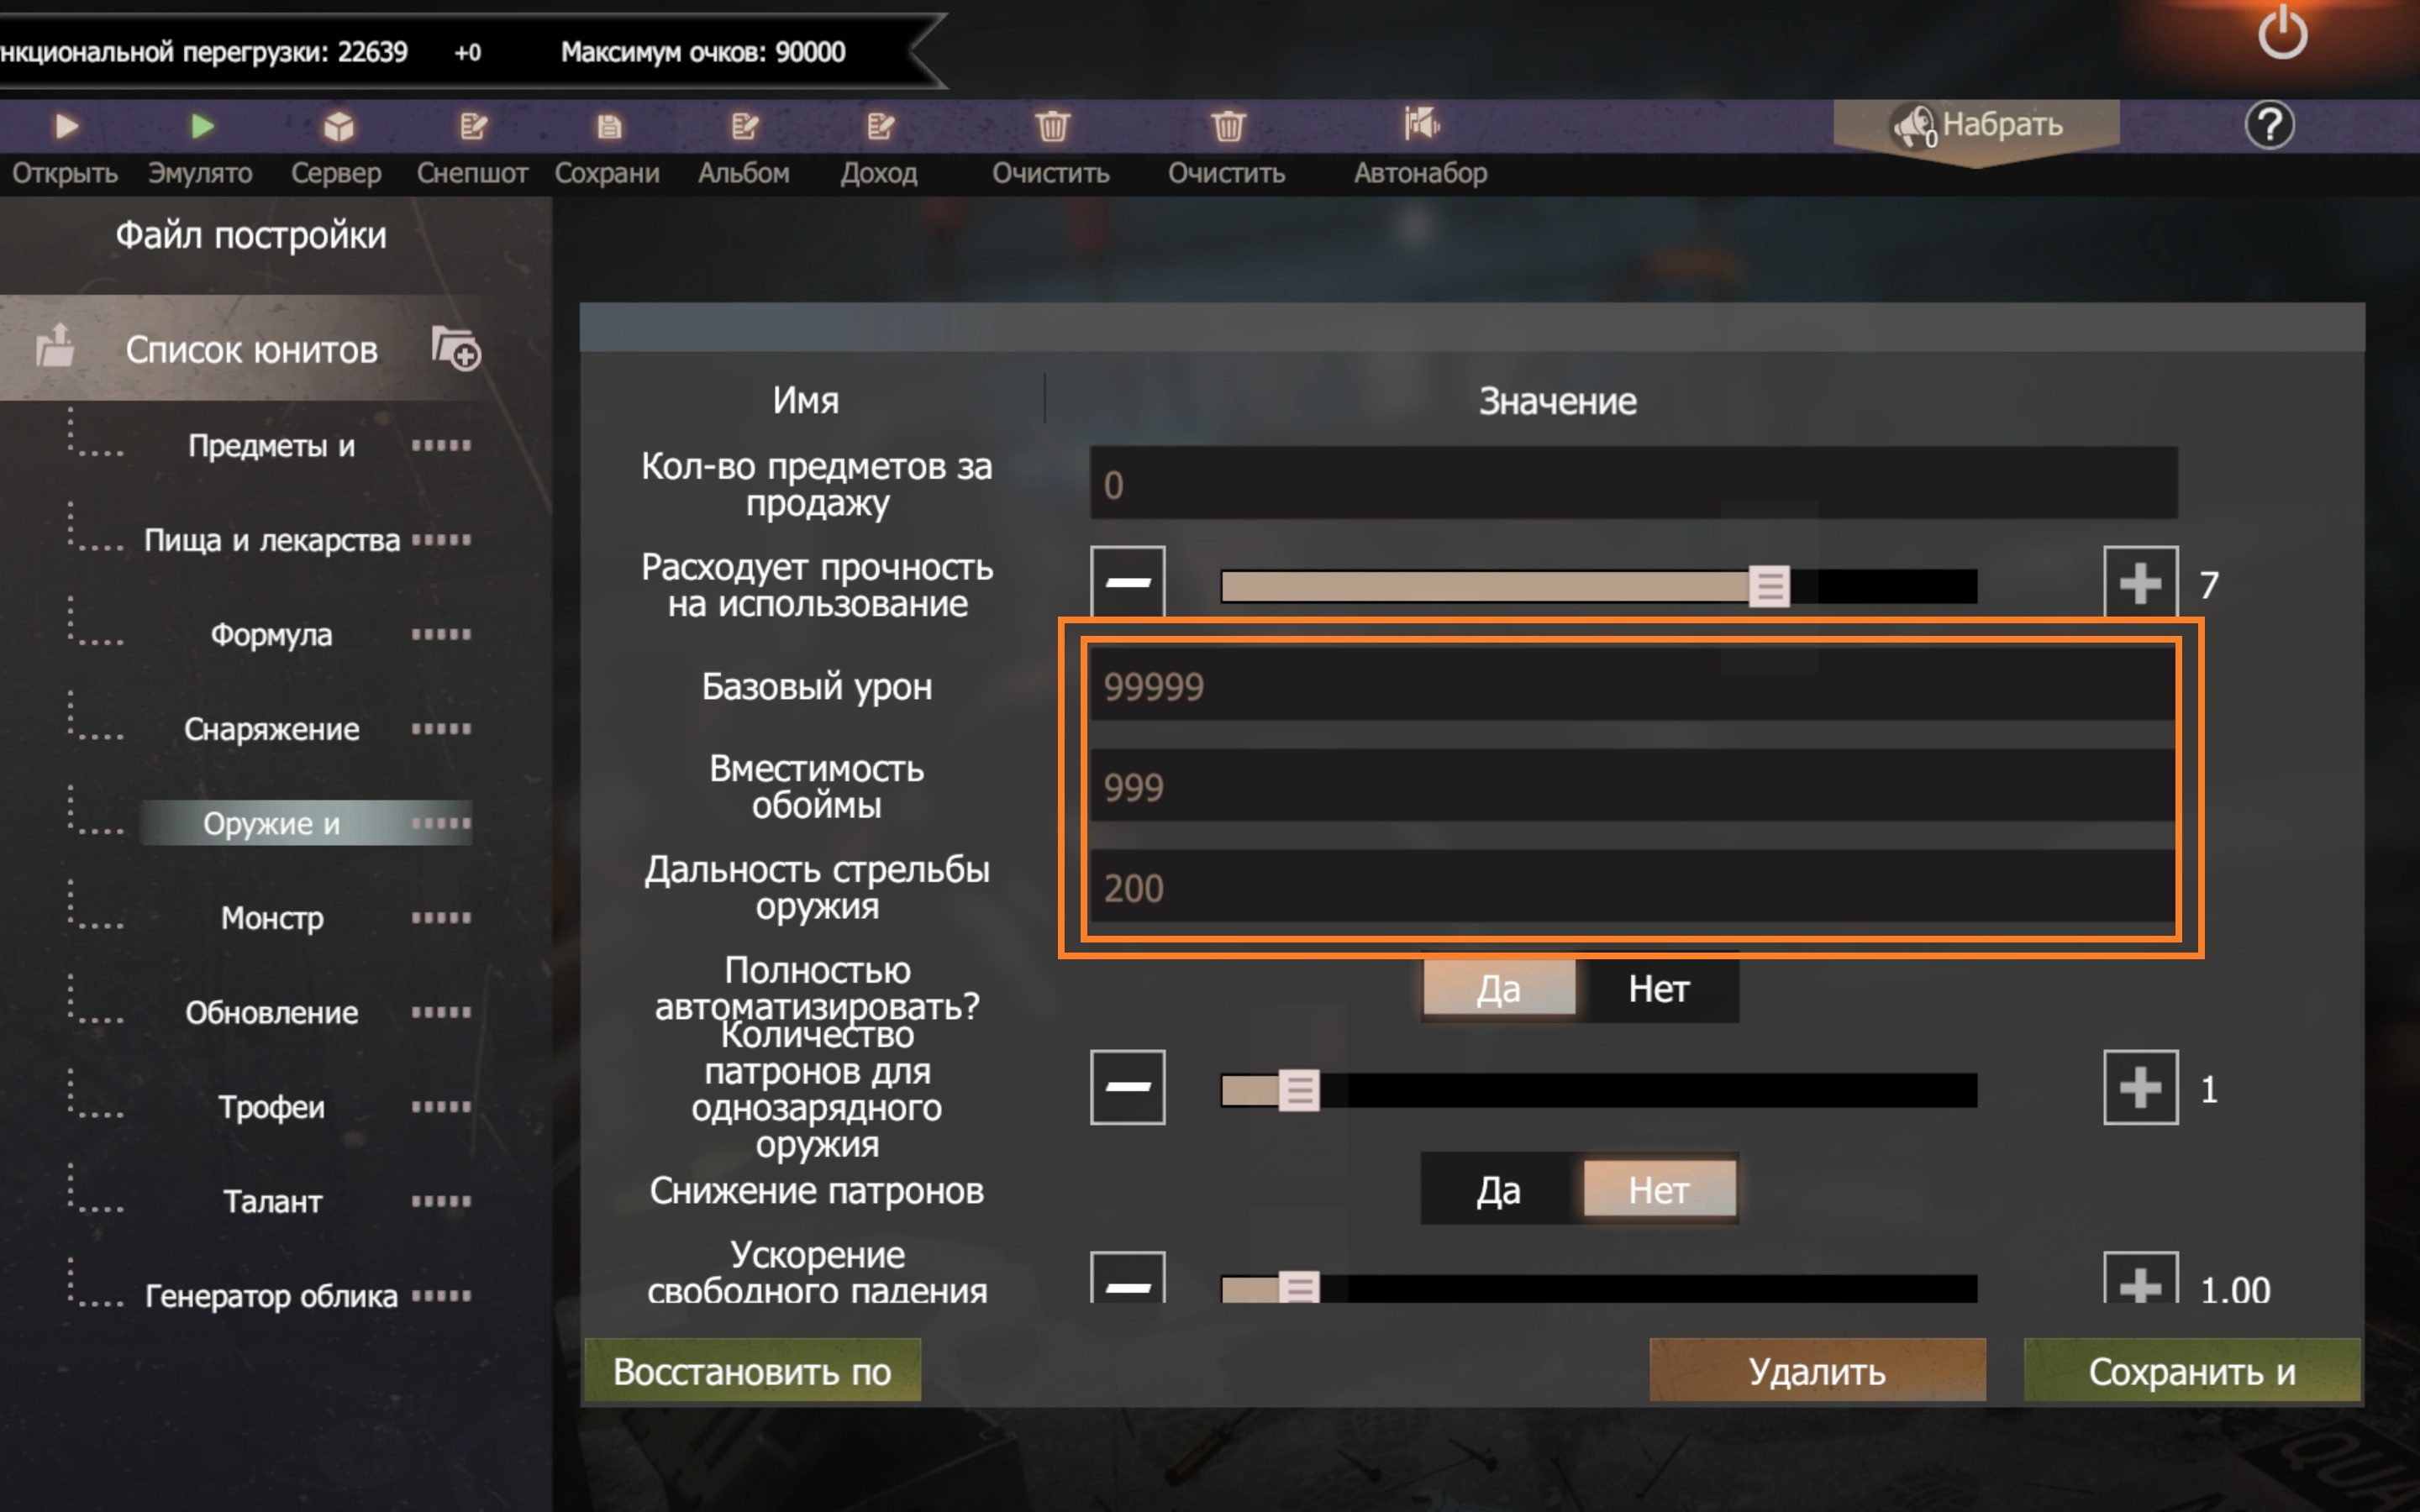 нкциональной перегрузки: 22639 +0 Максимум очков: 90000
0 Набрать ?
Открыть Эмулято Сервер Снепшот Сохрани Альбом Доход Очистить Очистить Автонабор
Файл постройки
Список юнитов
Предметы и
Пища и лекарства
Формула
Снаряжение
Оружие и
Монстр
Обновление
Трофеи
Талант
Генератор облика
Имя Значение
Кол-во предметов за
продажу
0
Расходует прочность
на использование
7
Базовый урон
99999
Вместимость
обоймы
999
Дальность стрельбы
оружия
200
Полностью
автоматизировать?
Да Нет
Количество
патронов для
однозарядного
оружия
1
Снижение патронов
Да Нет
Ускорение
свободного падения
1.00
Восстановить по
Удалить
Сохранить и
QUA